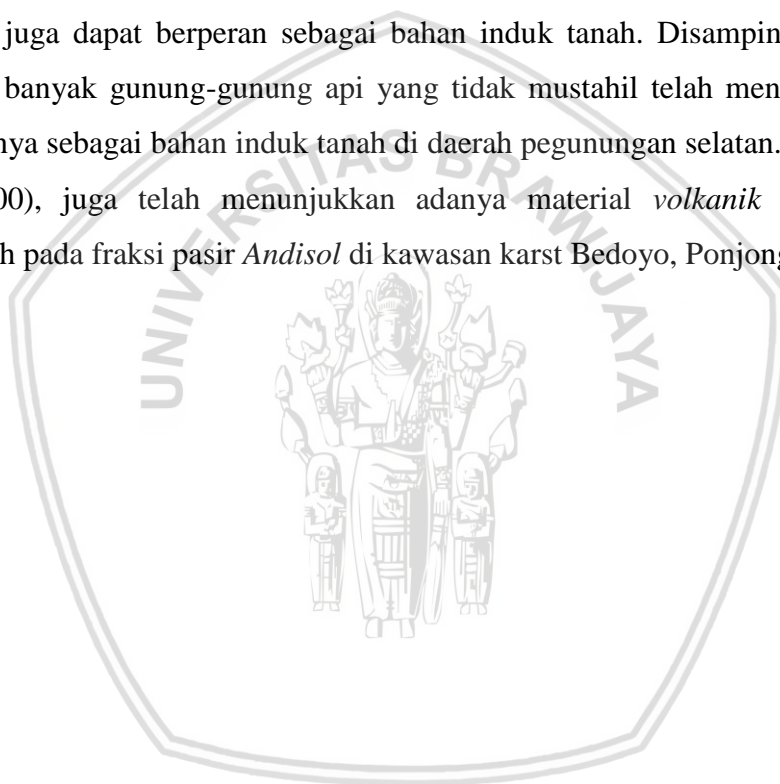 juga dapat berperan sebagai bahan induk tanah. Disampin
banyak gunung-gunung api yang tidak mustahil telah men
nya sebagai bahan induk tanah di daerah pegunungan selatan.
00), juga telah menunjukkan adanya material volkanik
h pada fraksi pasir Andisol di kawasan karst Bedoyo, Ponjong
UNIVERSITAS BRAWIJAYA